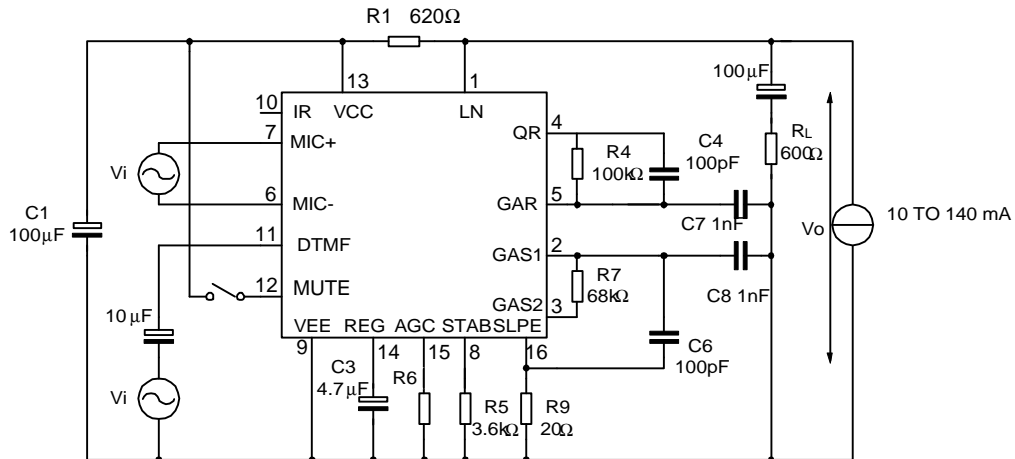 R1 620Ω
13
1
100µF
10
IR
VCC
LN
4
7
MIC+
QR
C4
RL
R4
100pF
600Ω
Vi
100kΩ
6
MIC-
5
GAR
C1
11
C7 1nF
Vo
10 TO 140 mA
100µF
DTMF
2
GAS1
12
MUTE
R7
C8 1nF
68kΩ
GAS2
3
10µF
VEE
REG
AGC
STAB
SLPE
9
14
15
8
16
C6
C3
100pF
4.7µF
R6
Vi
R5
R9
3.6kΩ
20Ω